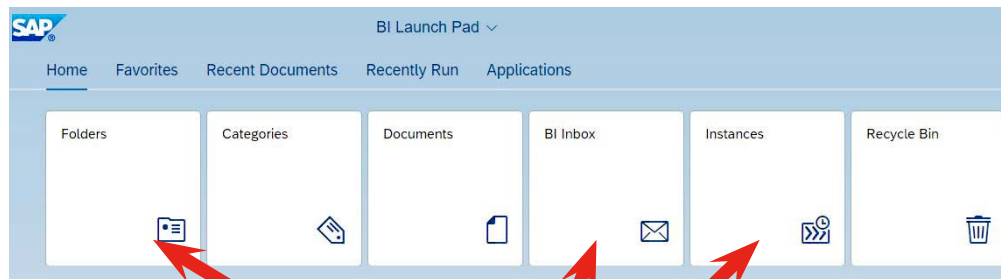 SAP®
BI Launch Pad
Home Favorites Recent Documents Recently Run Applications
Folders Categories Documents BI Inbox Instances Recycle Bin